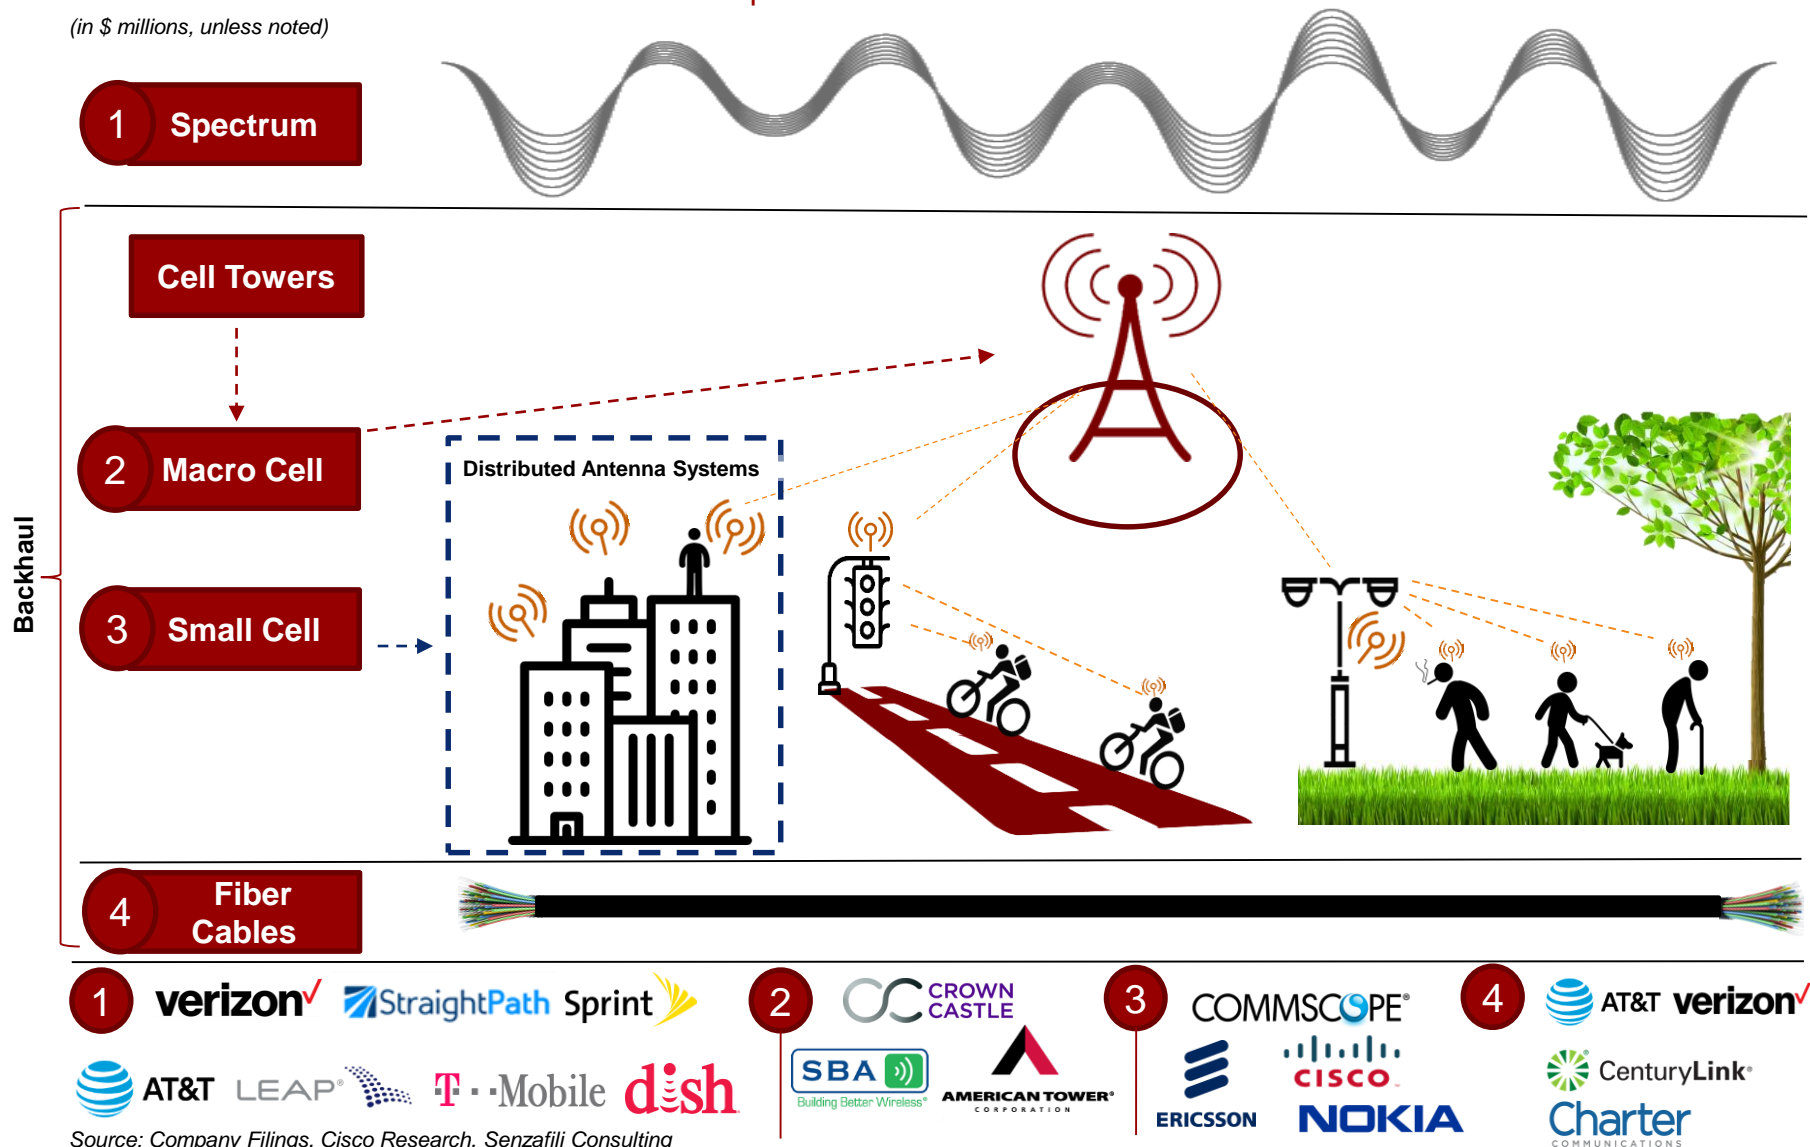 (in $ millions, unless noted)
1 Spectrum
Cell Towers
2 Macro Cell
Distributed Antenna Systems
Backhaul
3 Small Cell
4 Fiber
Cables
1 verizon StraightPath Sprint
AT&T LEAP® T··Mobile dish
2 CROWN
CASTLE
SBA
Building Better Wireless®
AMERICAN TOWER®
CORPORATION
3 COMMSCOPE®
ERICSSON
CISCO
NOKIA
4 AT&T verizon
CenturyLink®
Charter
COMMUNICATIONS
Source: Company Filings, Cisco Research, Senzafili Consulting